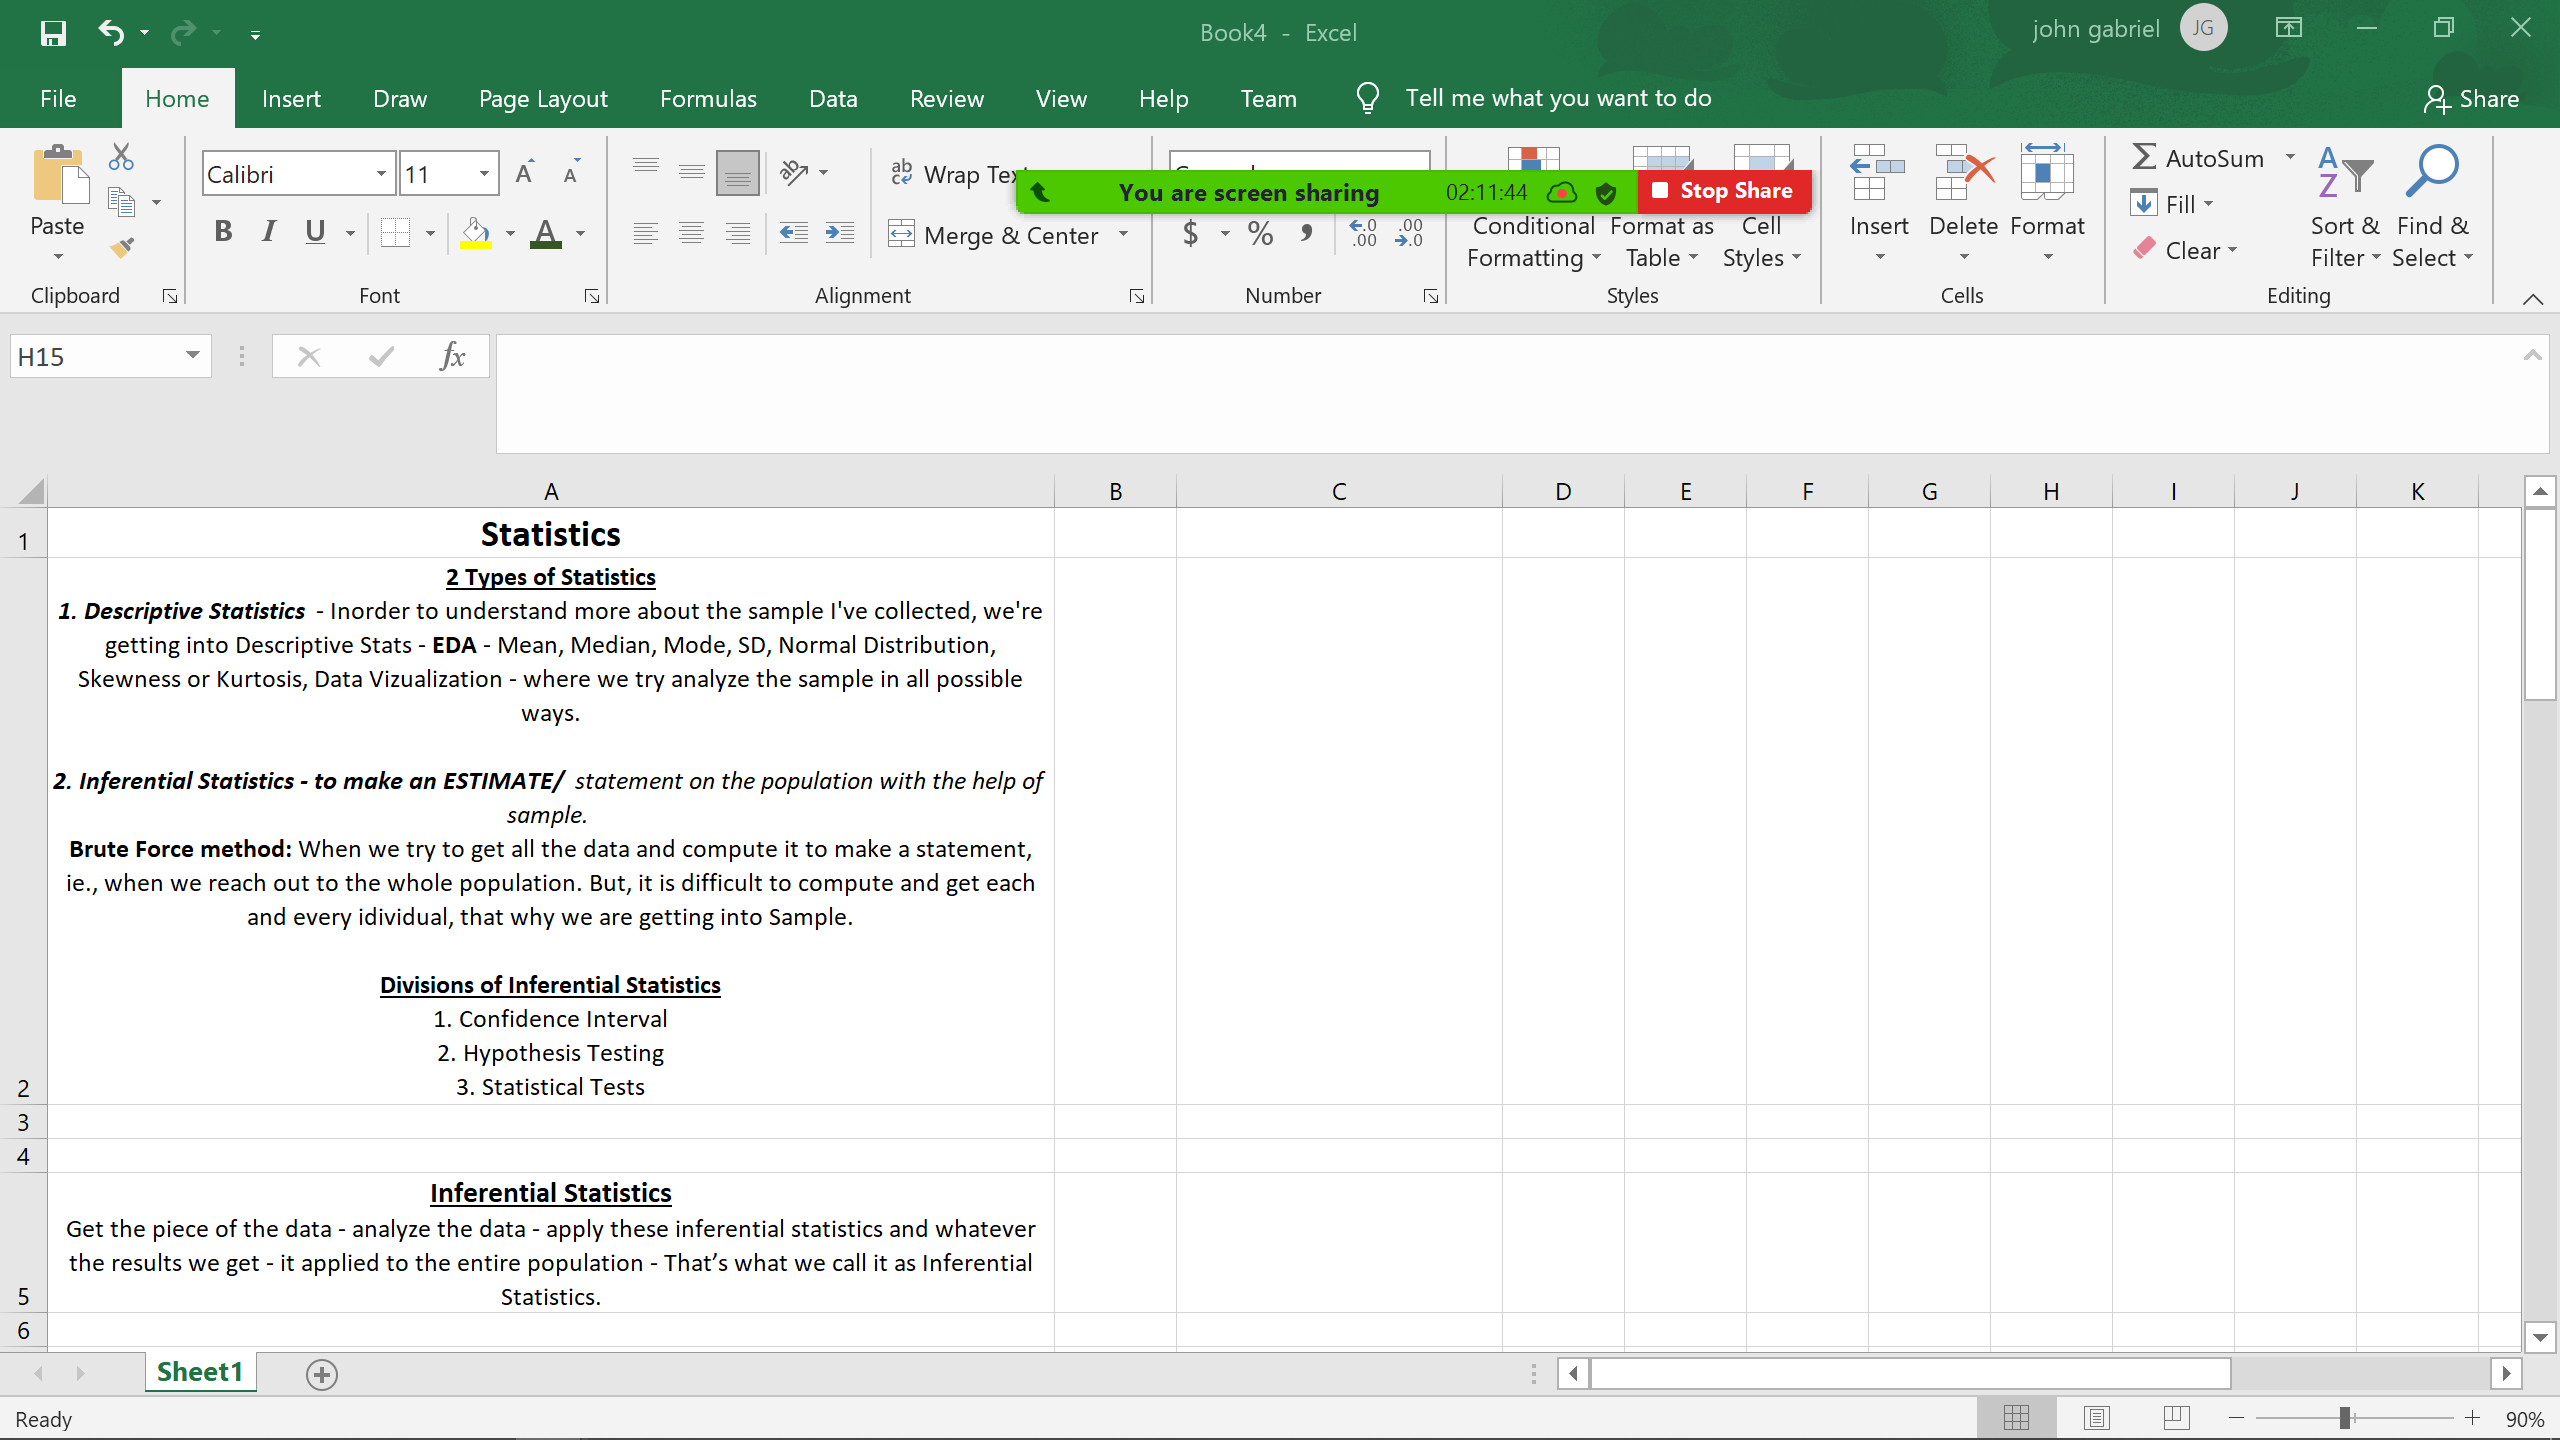 Book4 - Excel
john gabriel JG
File Home Insert Draw Page Layout Formulas Data Review View Help Team Tell me what you want to do Share
Paste
Clipboard
Calibri 11 A A
B I U A
Font
ab Wrap Tex
Merge & Center
Alignment
You are screen sharing 02:11:44 Stop Share
$ % , .0 .00 .00 .0
Number
Conditional Formatting
Format as Table
Cell Styles
Styles
Insert Delete Format
Cells
AutoSum
Fill
Clear
Sort & Filter
Find & Select
Editing
H15 fx
A B C D E F G H I J K
1 Statistics
2 Types of Statistics
1. Descriptive Statistics - Inorder to understand more about the sample I've collected, we're
getting into Descriptive Stats - EDA - Mean, Median, Mode, SD, Normal Distribution,
Skewness or Kurtosis, Data Vizualization - where we try analyze the sample in all possible
ways.
2. Inferential Statistics - to make an ESTIMATE/ statement on the population with the help of
sample.
Brute Force method: When we try to get all the data and compute it to make a statement,
ie., when we reach out to the whole population. But, it is difficult to compute and get each
and every idividual, that why we are getting into Sample.
Divisions of Inferential Statistics
1. Confidence Interval
2. Hypothesis Testing
2 3. Statistical Tests
3
4
Inferential Statistics
Get the piece of the data - analyze the data - apply these inferential statistics and whatever
the results we get - it applied to the entire population - That’s what we call it as Inferential
5 Statistics.
6
Sheet1
Ready 90%